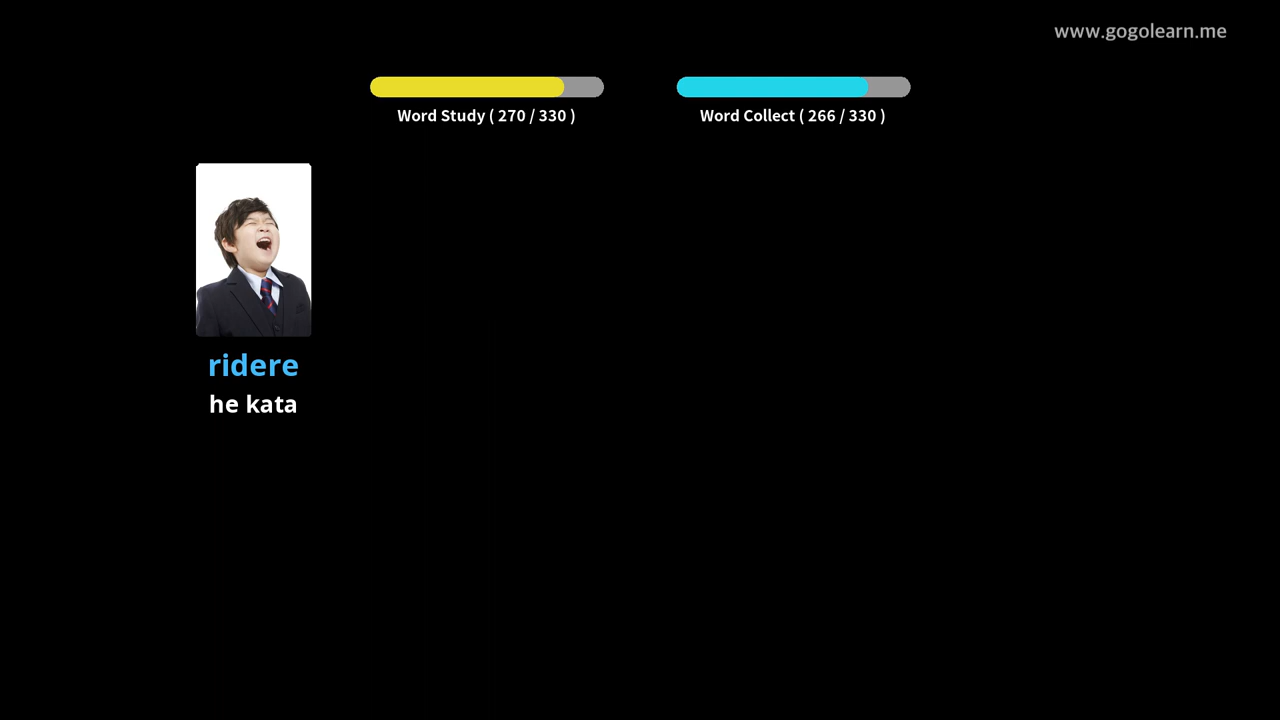 www.gogolearn.me
Word Study ( 270 / 330 )
Word Collect ( 266 / 330 )
ridere
he kata